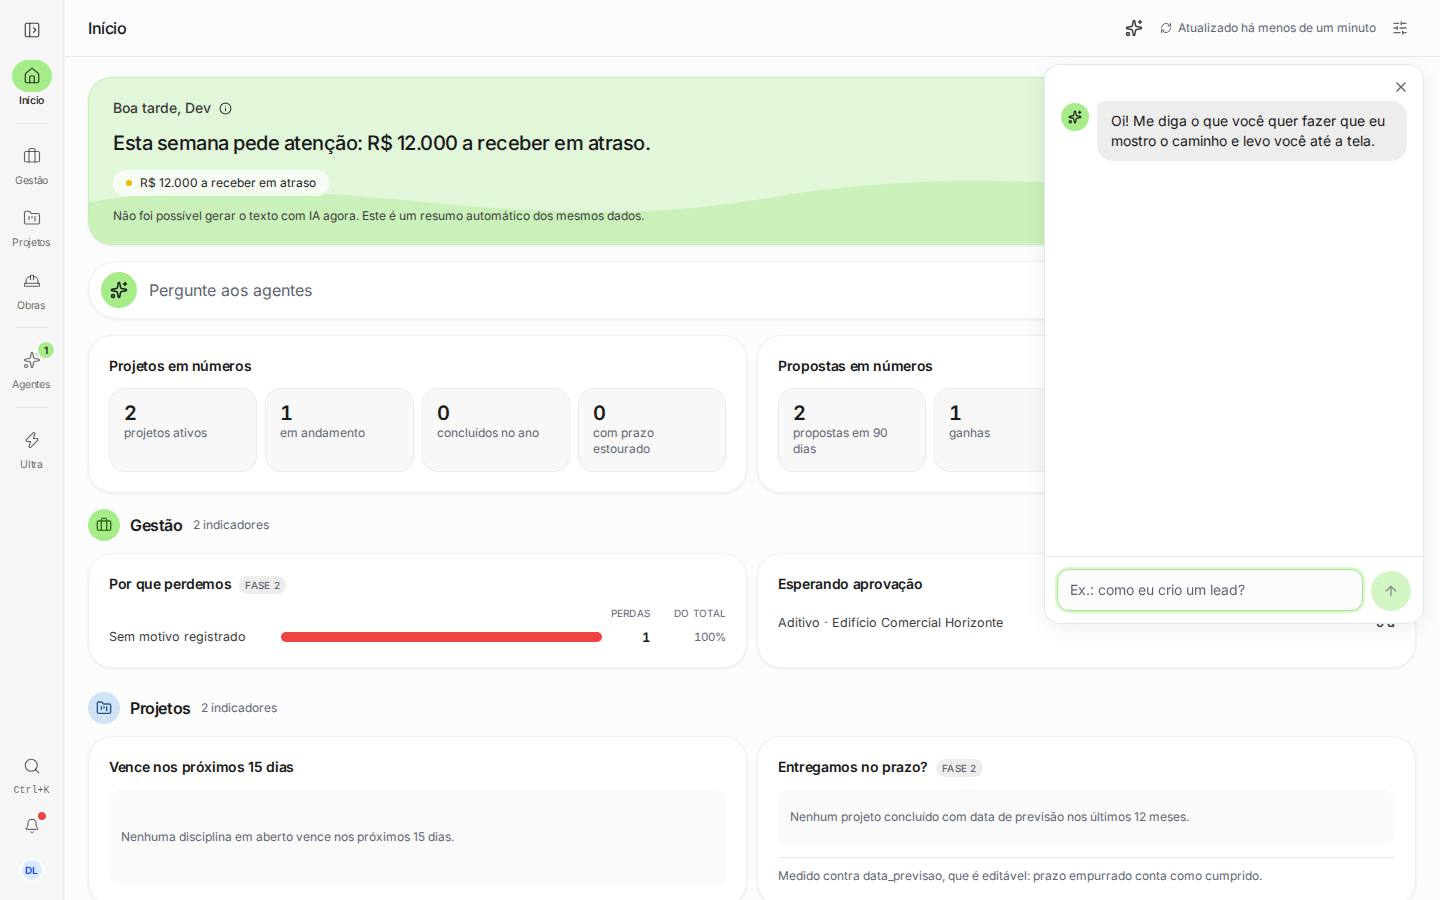 Início
Atualizado há menos de um minuto
Início
Gestão
Projetos
Obras
1
Agentes
Ultra
Ctrl+K
DL
Boa tarde, Dev
Esta semana pede atenção: R$ 12.000 a receber em atraso.
R$ 12.000 a receber em atraso
Não foi possível gerar o texto com IA agora. Este é um resumo automático dos mesmos dados.
Pergunte aos agentes
Projetos em números
2
projetos ativos
1
em andamento
0
concluídos no ano
0
com prazo
estourado
Propostas em números
2
propostas em 90
dias
1
ganhas
Gestão 2 indicadores
Por que perdemos FASE 2
PERDAS DO TOTAL
Sem motivo registrado 1 100%
Esperando aprovação
Aditivo · Edifício Comercial Horizonte
Projetos 2 indicadores
Vence nos próximos 15 dias
Nenhuma disciplina em aberto vence nos próximos 15 dias.
Entregamos no prazo? FASE 2
Nenhum projeto concluído com data de previsão nos últimos 12 meses.
Medido contra data_previsao, que é editável: prazo empurrado conta como cumprido.
Oi! Me diga o que você quer fazer que eu
mostro o caminho e levo você até a tela.
Ex.: como eu crio um lead?